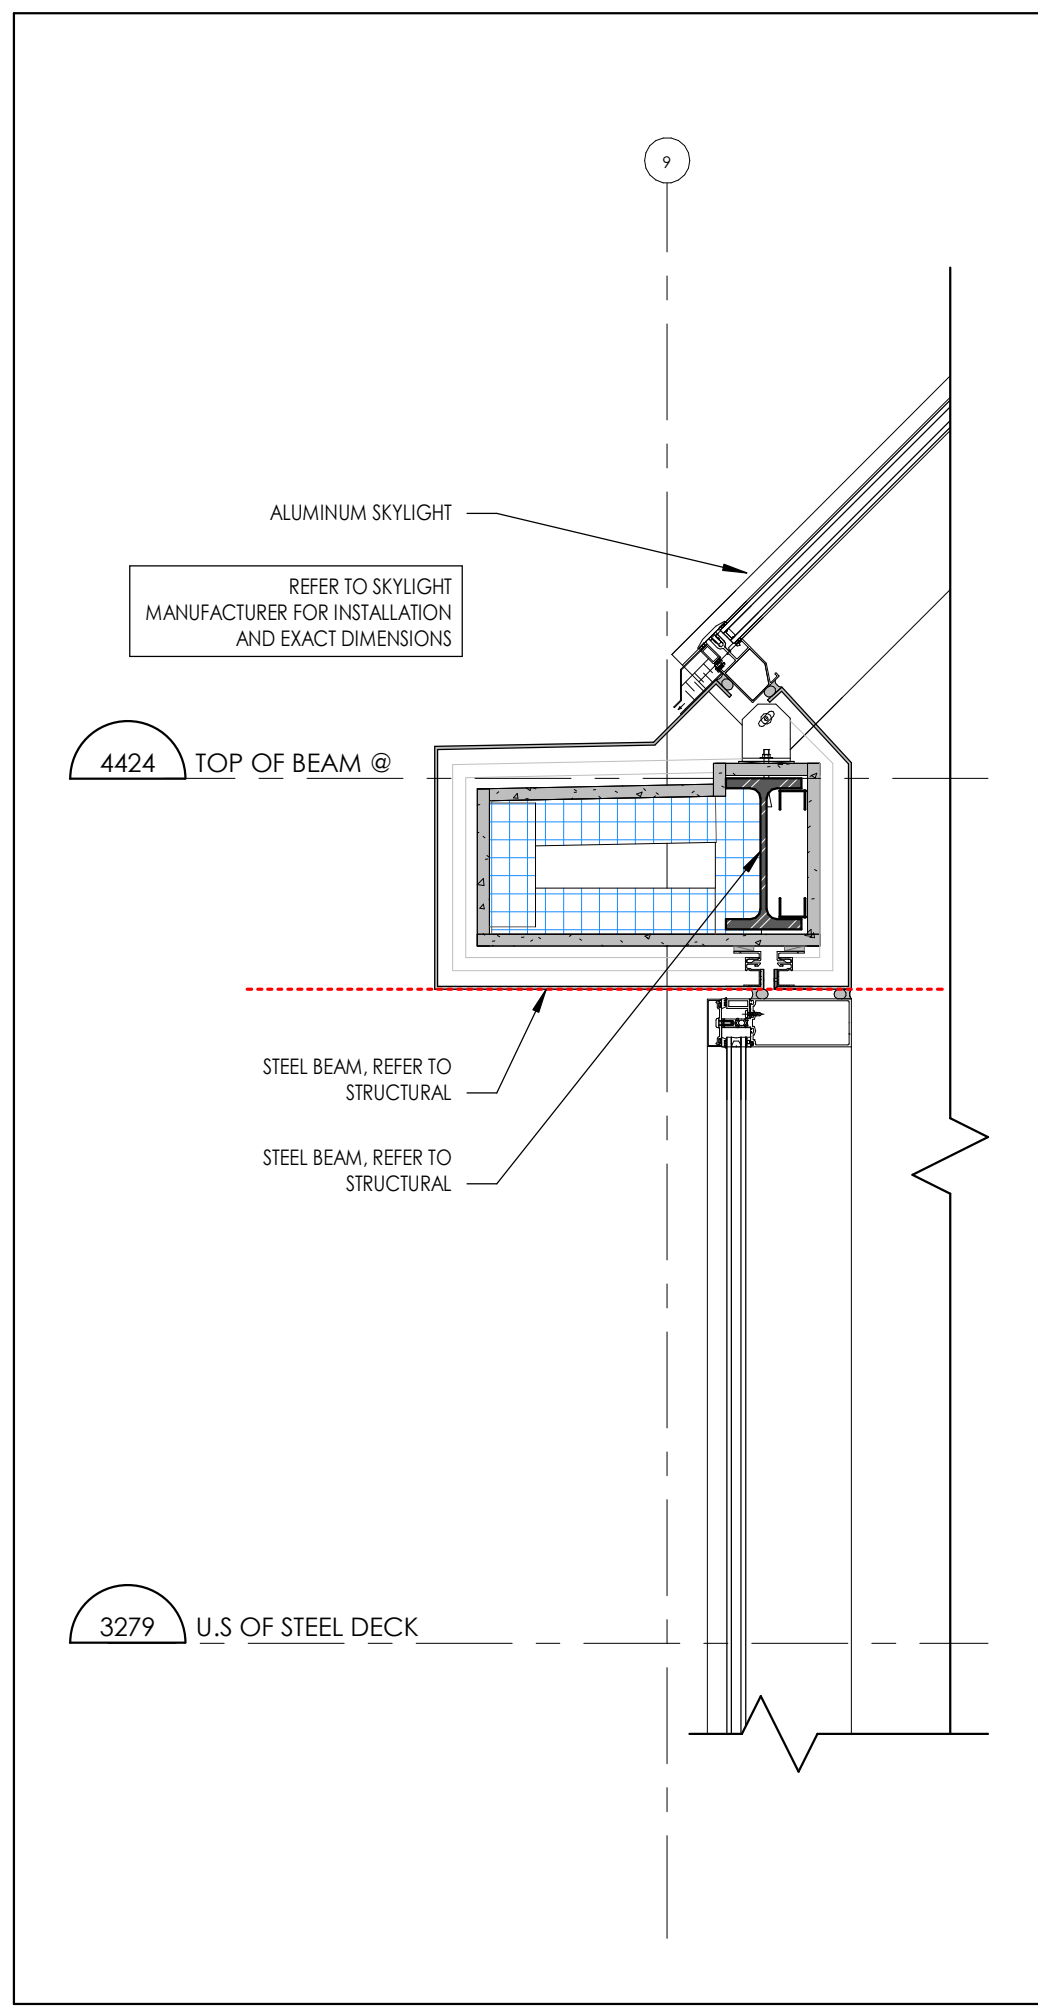 9
ALUMINUM SKYLIGHT
REFER TO SKYLIGHT
MANUFACTURER FOR INSTALLATION
AND EXACT DIMENSIONS
4424 TOP OF BEAM @
STEEL BEAM, REFER TO
STRUCTURAL
STEEL BEAM, REFER TO
STRUCTURAL
3279 U.S OF STEEL DECK